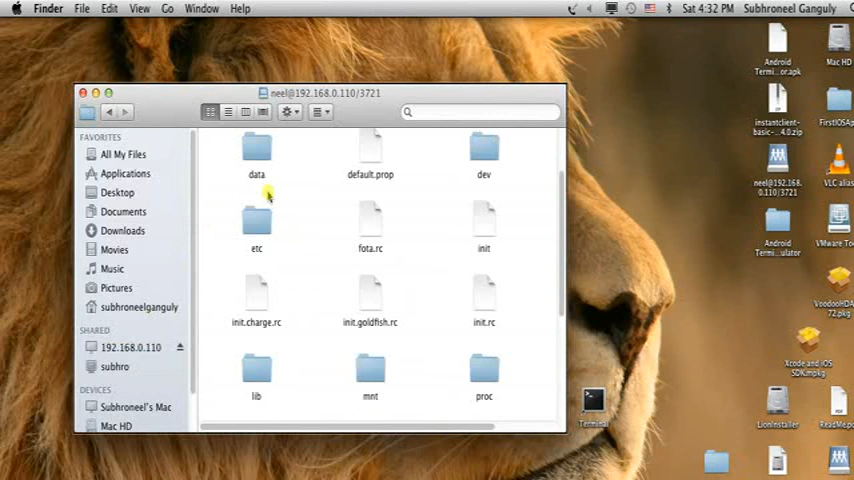 Finder File Edit View Go Window Help
Sat 4:32 PM Subhroneel Ganguly
neel@192.168.0.110/3721
FAVORITES
All My Files
Applications
Desktop
Documents
Downloads
Movies
Music
Pictures
subhroneelganguly
SHARED
192.168.0.110
subhro
DEVICES
Subhroneel's Mac
Mac HD
data default.prop dev
etc fota.rc init
init.charge.rc init.goldfish.rc init.rc
lib mnt proc
Android
Termi...or.apk
Mac HD
instantclient-
basic-...4.0.zip
FirstIOSAp
neel@192.168.
0.110/3721
VLC alias
Android
Termi...ulator
VMware To
VoodooHDA
72.mpkg
Xcode and iOS
SDK.mpkg
Terminal
LionInstaller
ReadMe.p